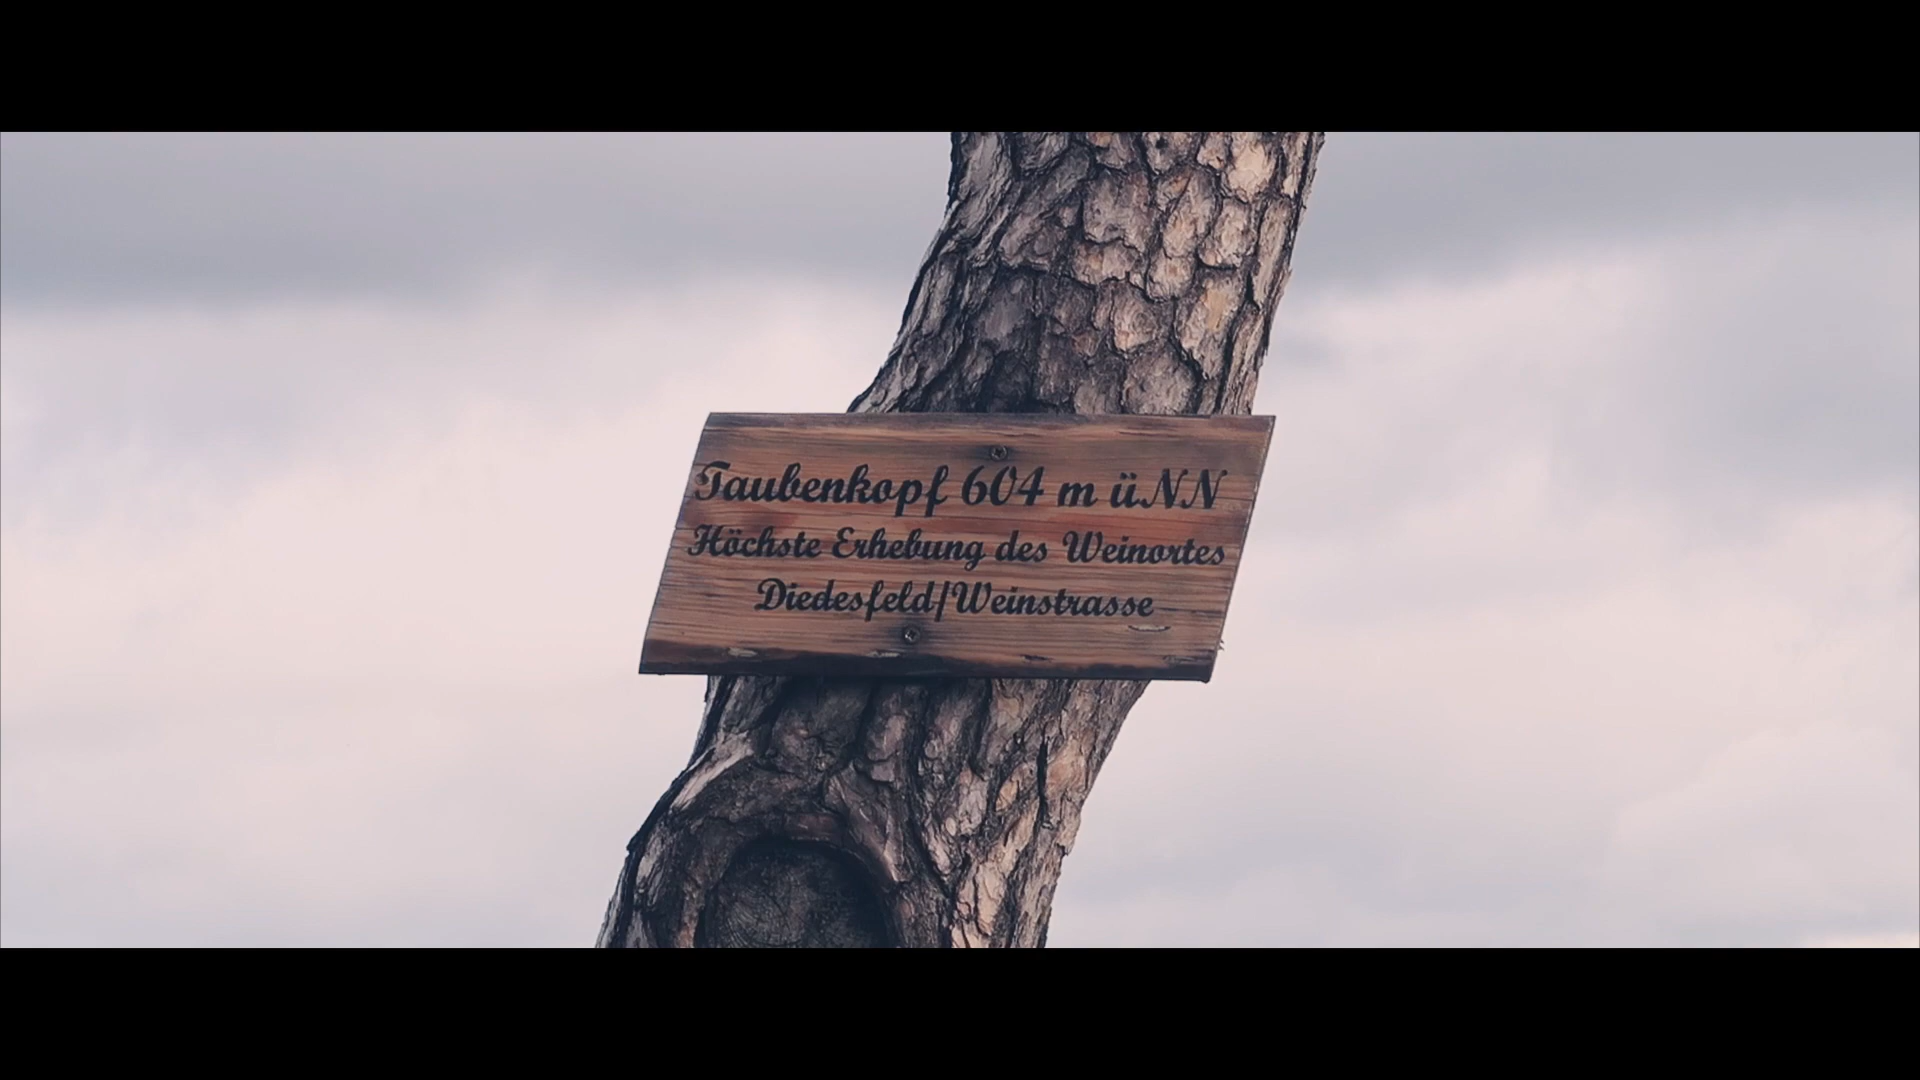 Taubenkopf 604 m üNN
Höchste Erhebung des Weinortes
Diedesfeld/Weinstrasse